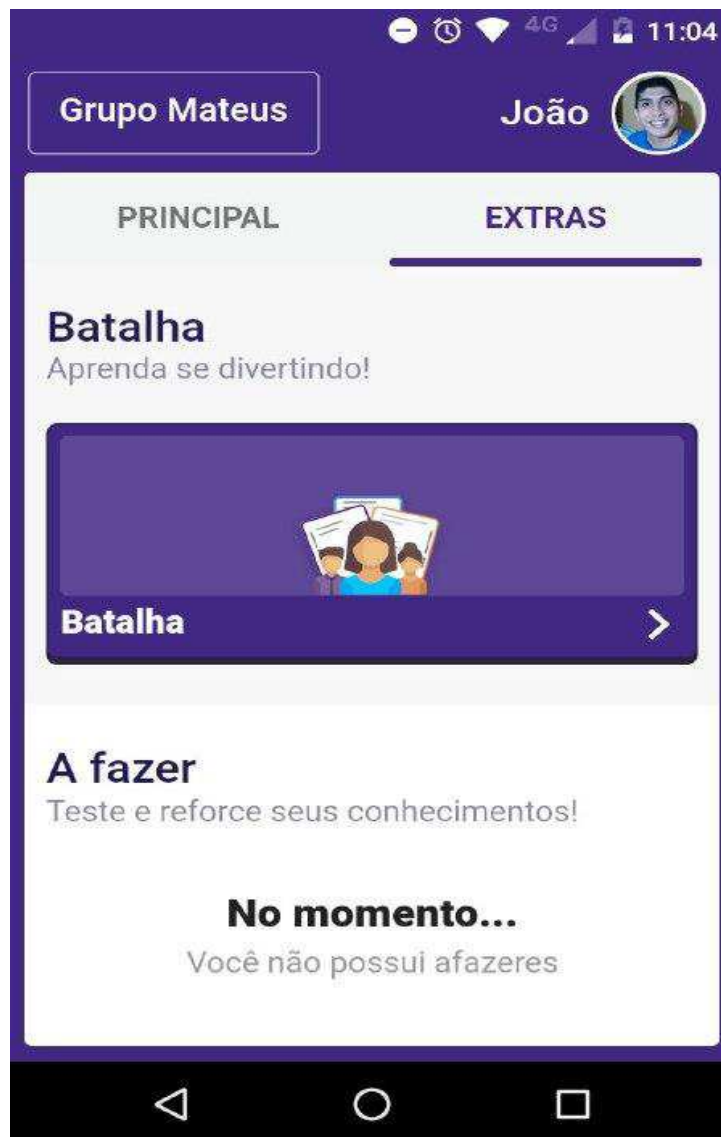 4G 11:04
Grupo Mateus João
PRINCIPAL EXTRAS
Batalha
Aprenda se divertindo!
Batalha
A fazer
Teste e reforce seus conhecimentos!
No momento...
Você não possui afazeres